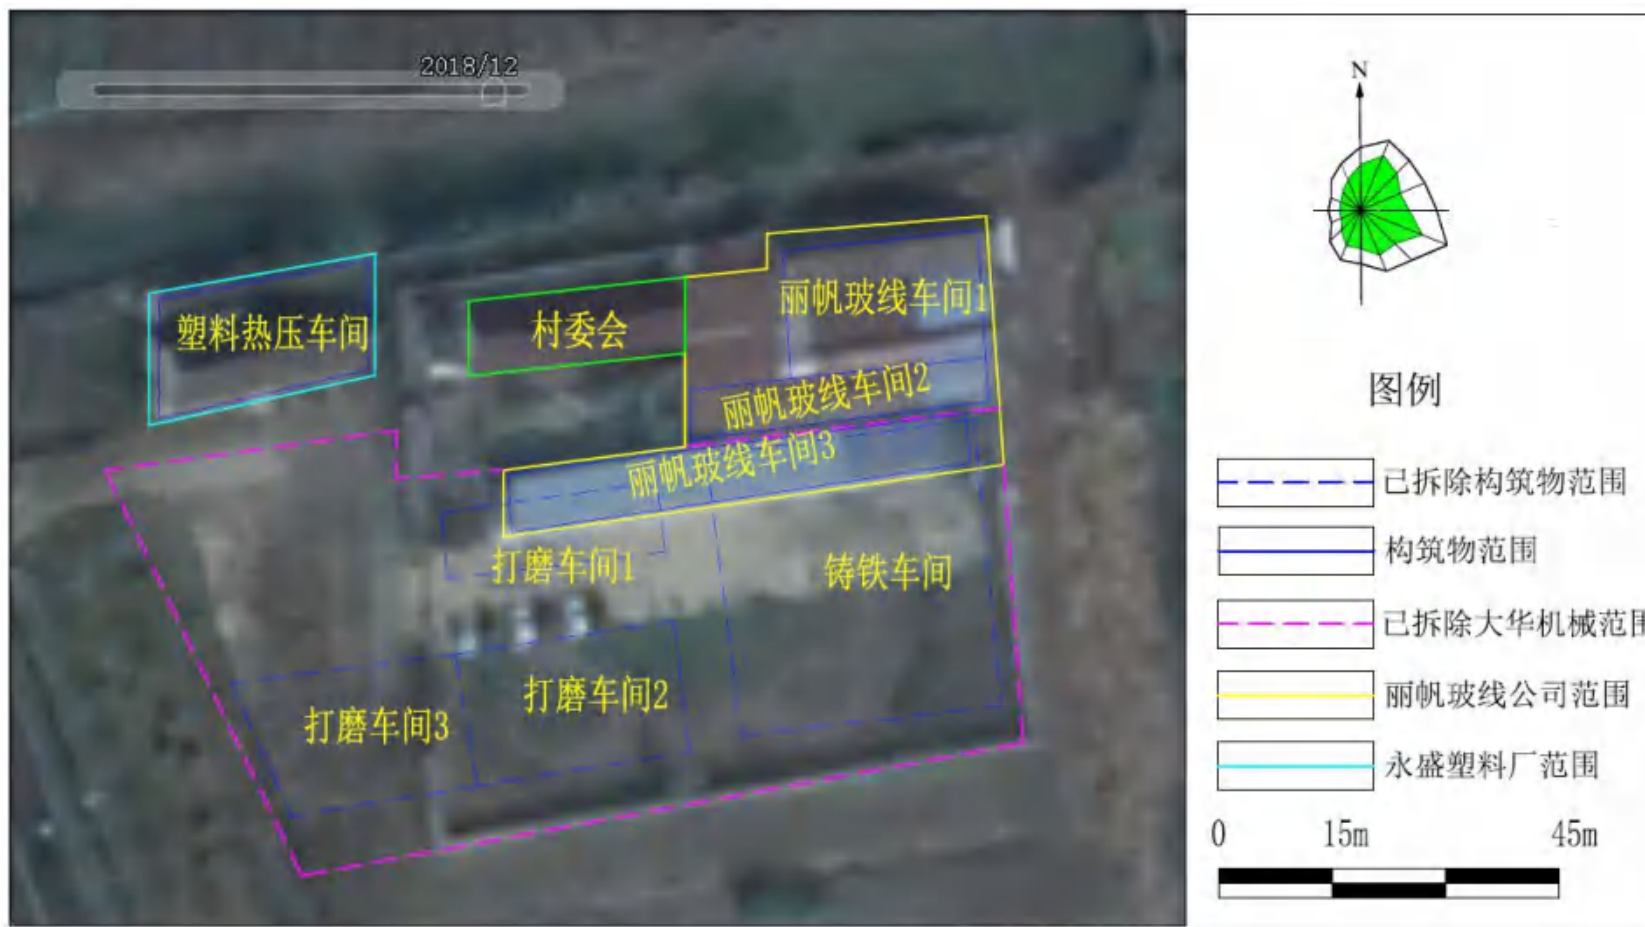 2018/12
N
塑料热压车间
村委会
丽帆玻线车间1
丽帆玻线车间2
丽帆玻线车间3
打磨车间1
铸铁车间
打磨车间2
打磨车间3
图例
已拆除构筑物范围
构筑物范围
已拆除大华机械范围
丽帆玻线公司范围
永盛塑料厂范围
0 15m 45m